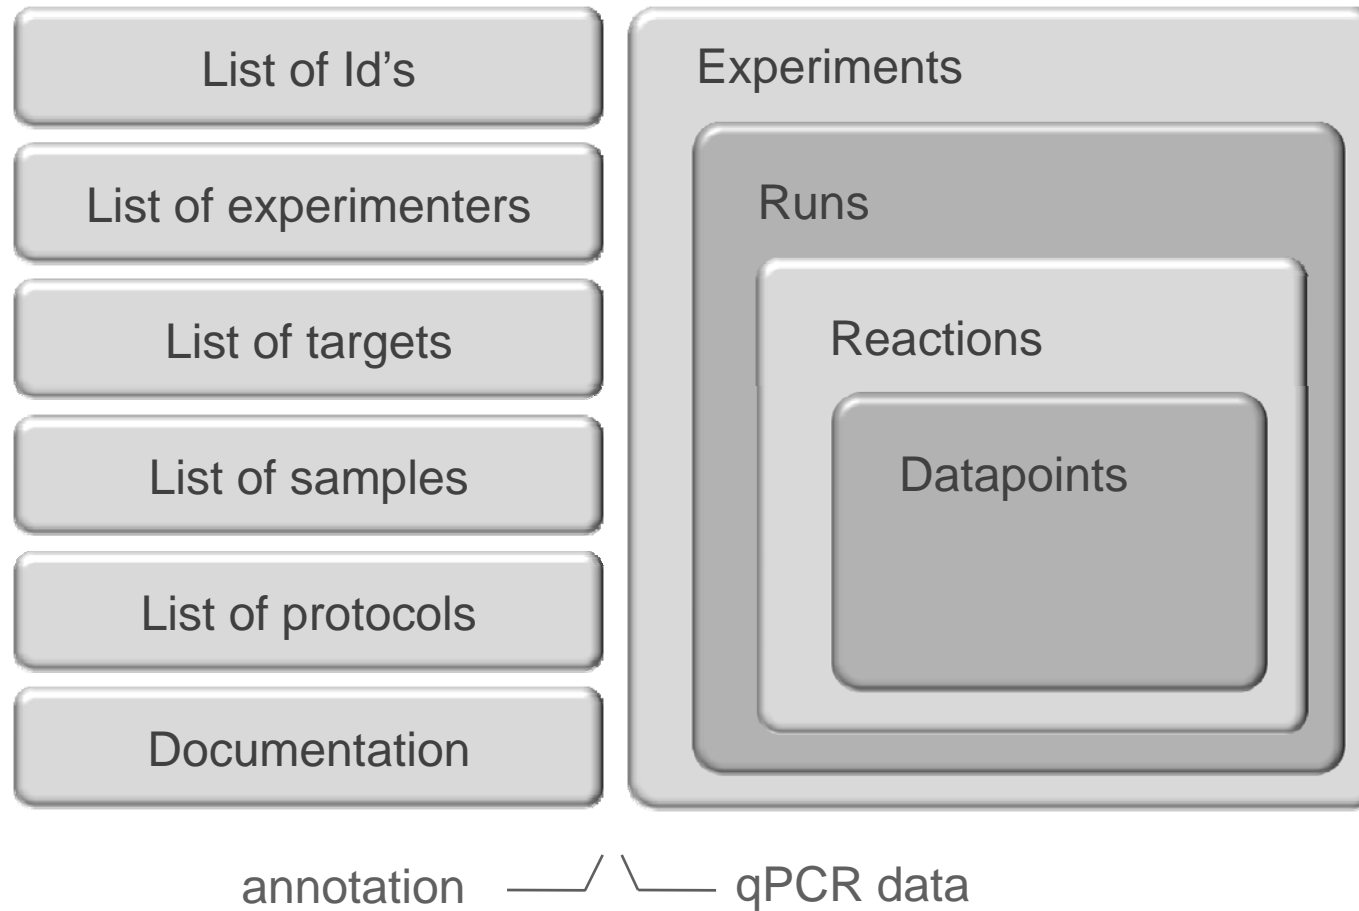 List of Id's
List of experimenters
List of targets
List of samples
List of protocols
Documentation
Experiments
Runs
Reactions
Datapoints
annotation
qPCR data